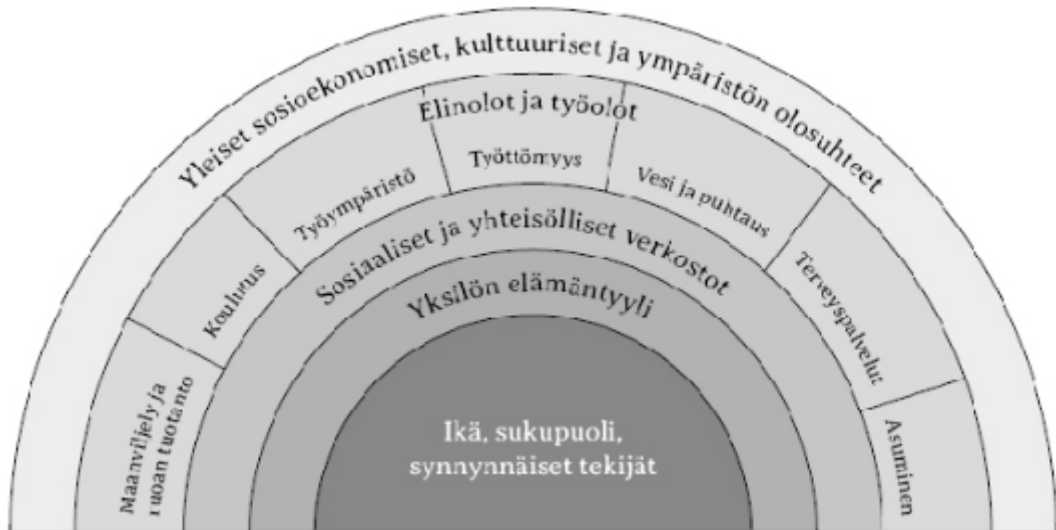 Yleiset sosioekonomiset, kulttuuriset ja ympäristön olosuhteet
Elinolot ja työolot
Maanviljely ja
ruoan tuotanto
Koulutus
Työympäristö
Työttömyys
Vesi ja puhtaus
Terveyspalvelut
Asuminen
Sosiaaliset ja yhteisölliset verkostot
Yksilön elämäntyyli
Ikä, sukupuoli,
synnynnäiset tekijät